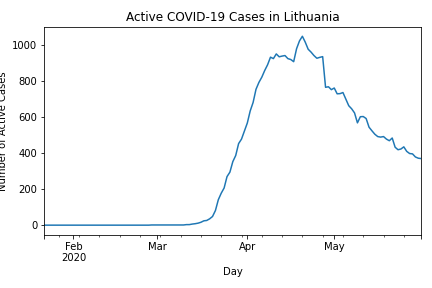 Active COVID-19 Cases in Lithuania
Number of Active Cases
1000
800
600
400
200
0
Feb
2020
Mar
Apr
May
Day